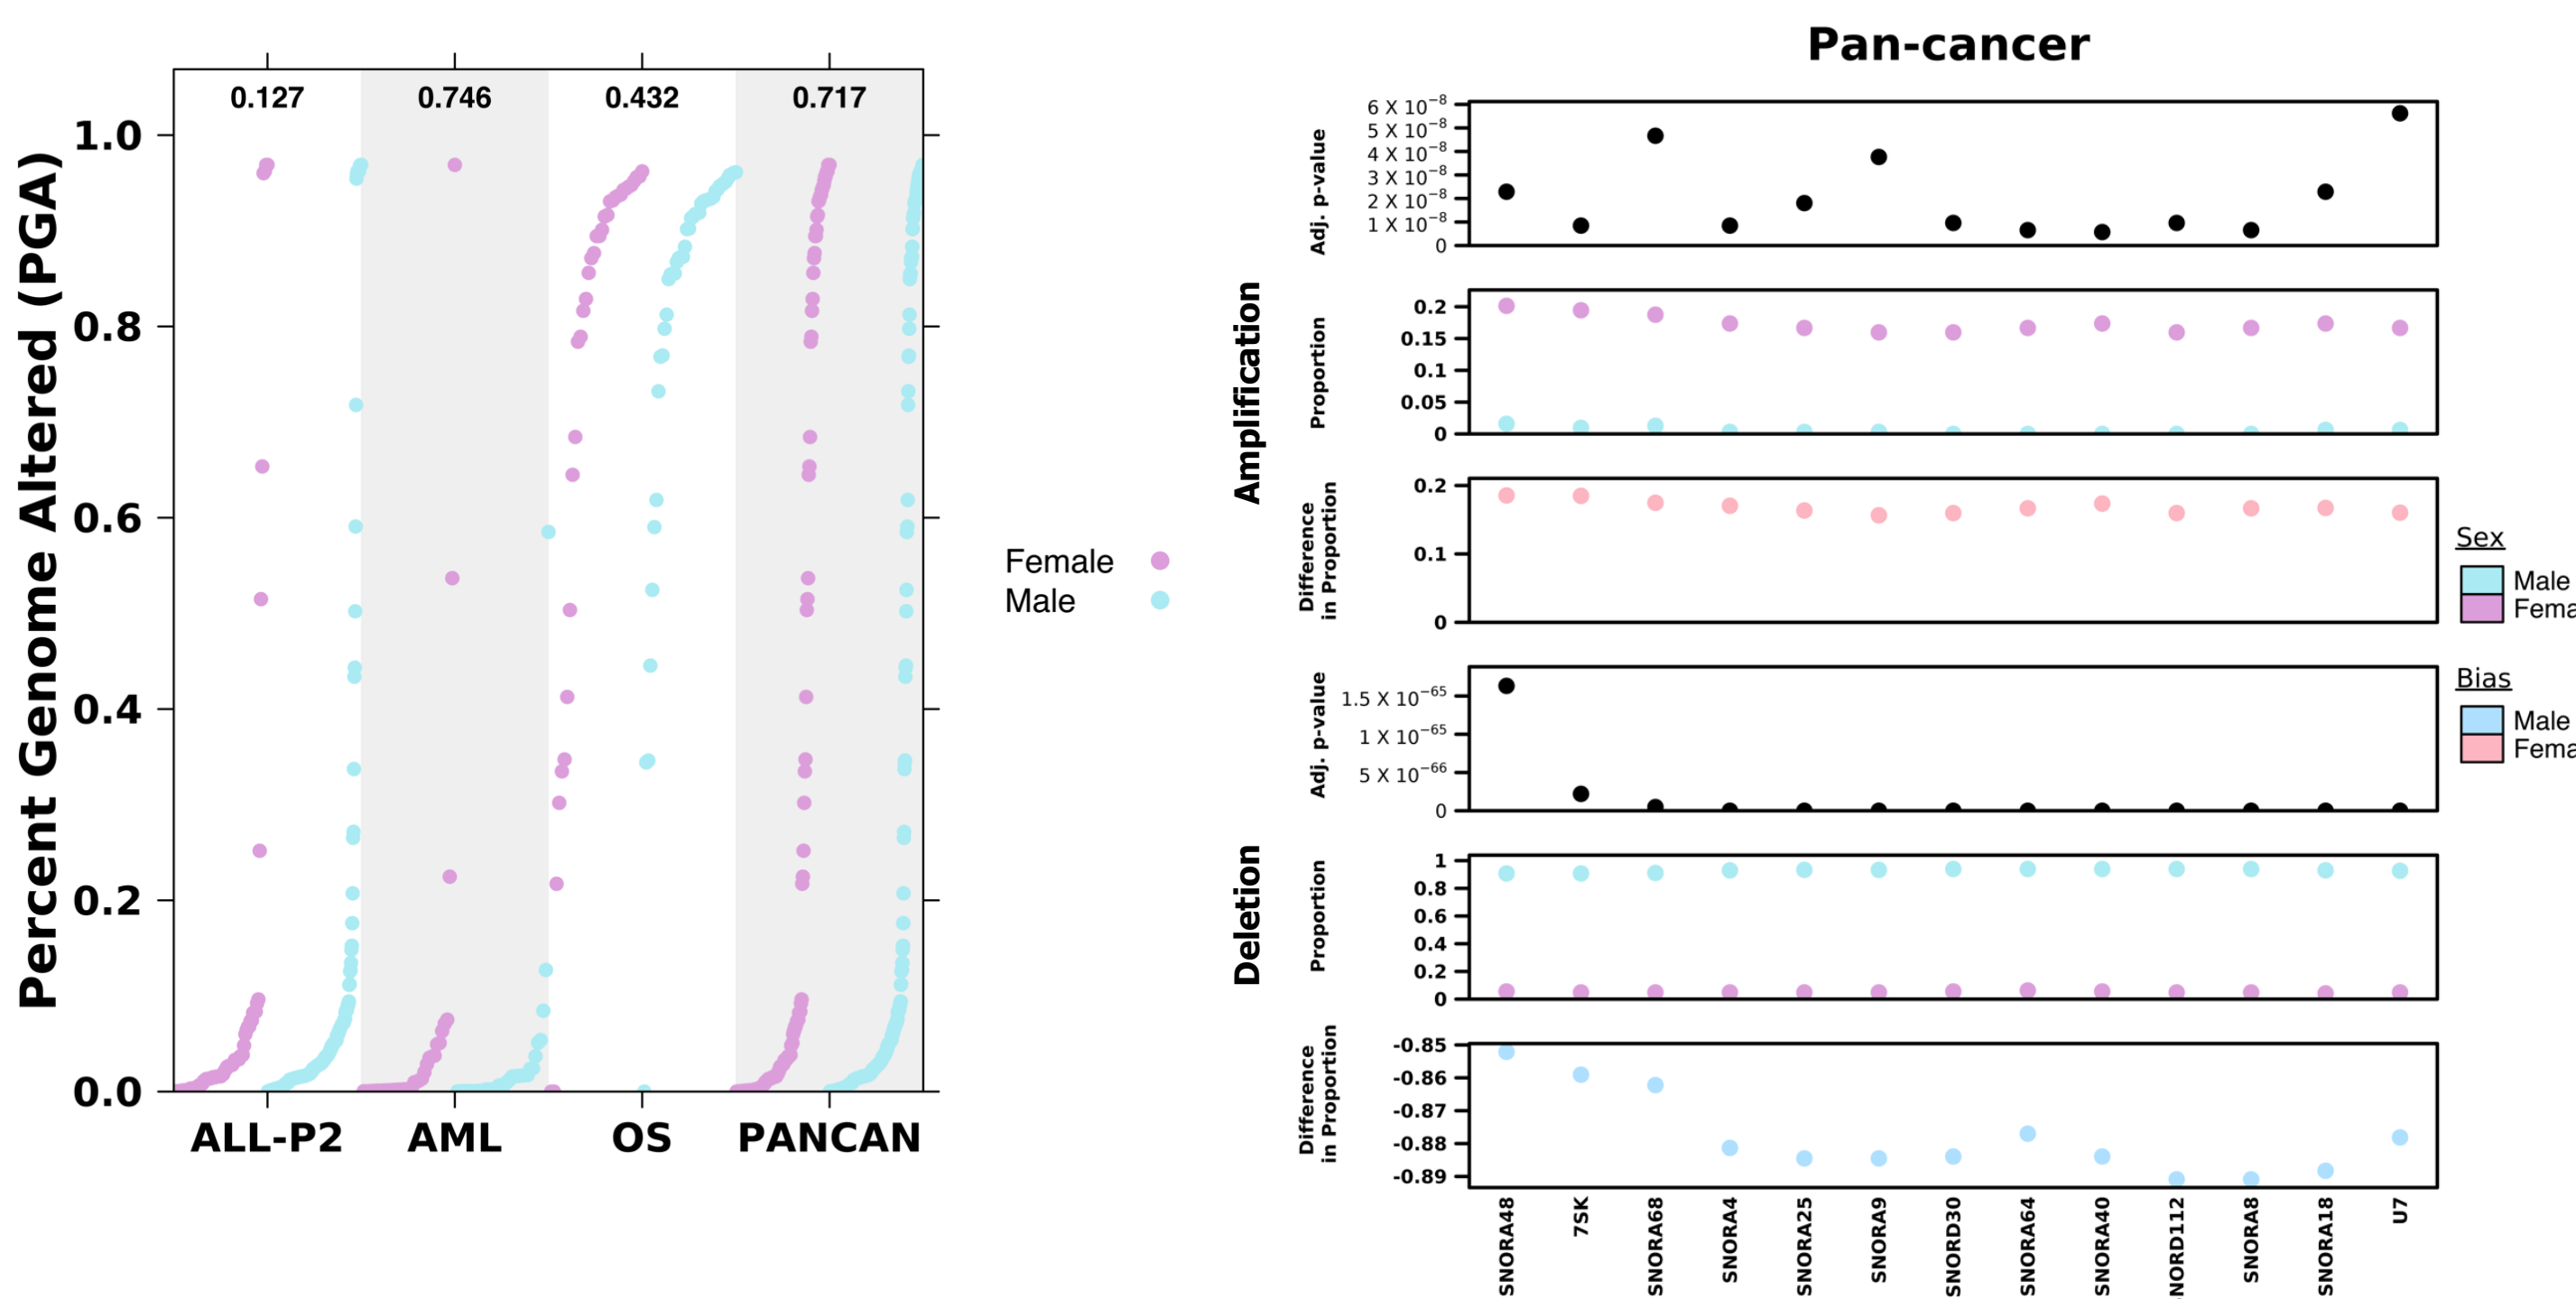 0.127 0.746 0.432 0.717
Percent Genome Altered (PGA)
1.0
0.8
0.6
0.4
0.2
0.0
ALL-P2 AML OS PANCAN
Female
Male
Pan-cancer
Amplification
Adj. p-value
6 X 10⁻⁸
5 X 10⁻⁸
4 X 10⁻⁸
3 X 10⁻⁸
2 X 10⁻⁸
1 X 10⁻⁸
0
Proportion
0.2
0.15
0.1
0.05
0
Difference
in Proportion
0.2
0.1
0
Sex
Male
Fema
Deletion
Adj. p-value
1.5 X 10⁻⁶⁵
1 X 10⁻⁶⁵
5 X 10⁻⁶⁶
0
Bias
Male
Fema
Proportion
1
0.8
0.6
0.4
0.2
0
Difference
in Proportion
-0.85
-0.86
-0.87
-0.88
-0.89
SNORA48
7SK
SNORA68
SNORA4
SNORA25
SNORA9
SNORD30
SNORA64
SNORA40
NORD112
SNORA8
SNORA18
U7